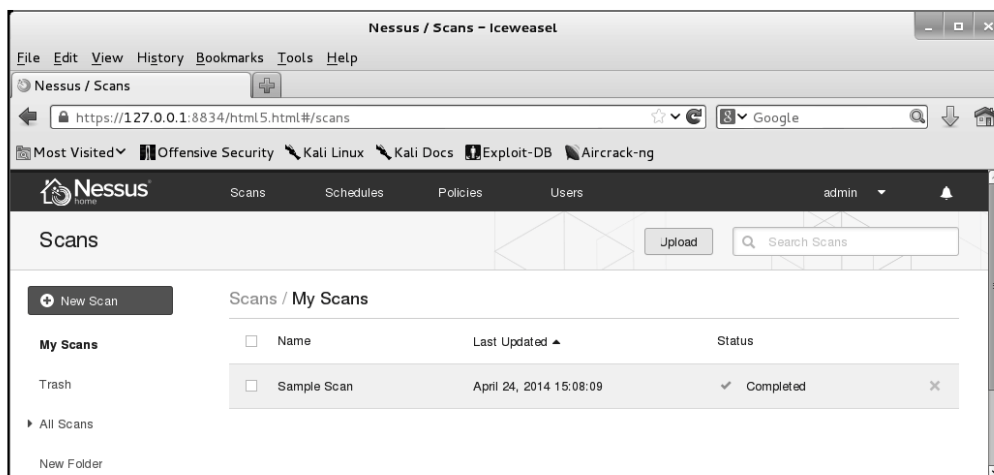 Nessus / Scans - Iceweasel
File Edit View History Bookmarks Tools Help
Nessus / Scans
https://127.0.0.1:8834/html5.html#/scans
Google
Most Visited Offensive Security Kali Linux Kali Docs Exploit-DB Aircrack-ng
Nessus home Scans Schedules Policies Users admin
Scans Upload Search Scans
New Scan Scans / My Scans
My Scans Name Last Updated Status
Trash Sample Scan April 24, 2014 15:08:09 Completed
All Scans
New Folder